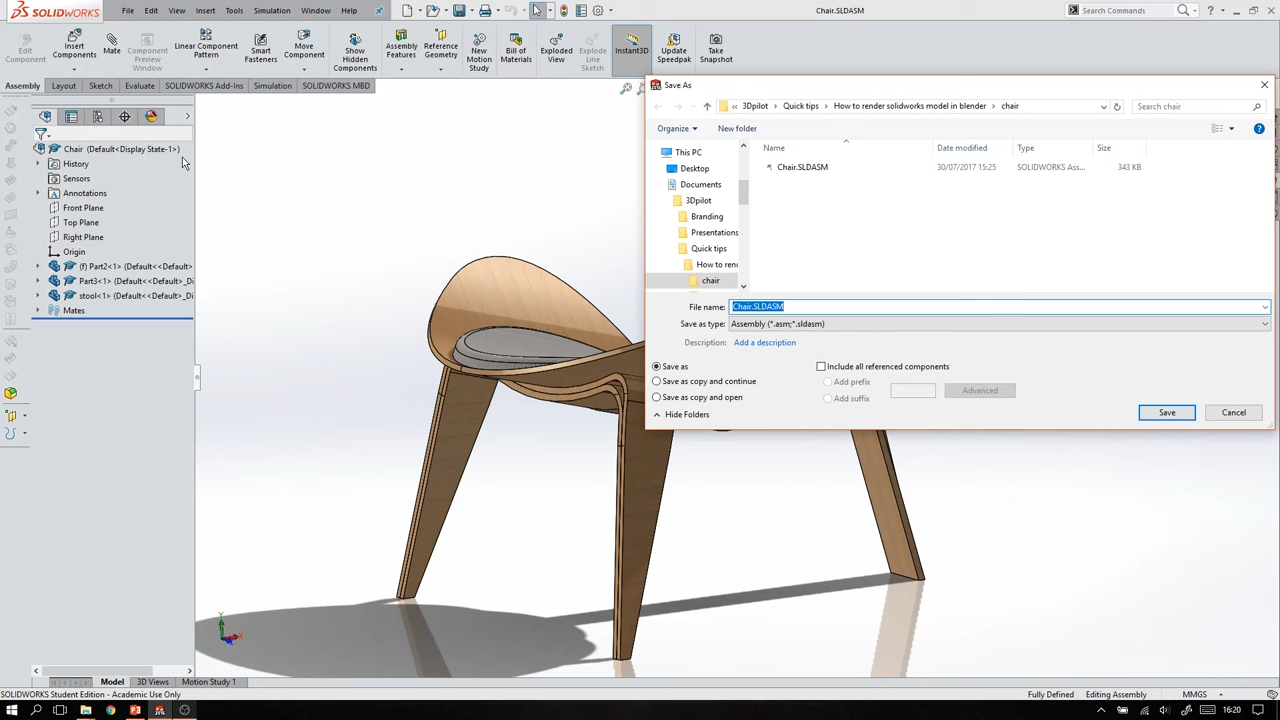 SOLIDWORKS File Edit View Insert Tools Simulation Window Help Chair.SLDASM Search Commands
Edit Component
Insert Components
Mate
Component Preview Window
Linear Component Pattern
Smart Fasteners
Move Component
Show Hidden Components
Assembly Features
Reference Geometry
New Motion Study
Bill of Materials
Exploded View
Explode Line Sketch
Instant3D
Update Speedpak
Take Snapshot
Assembly Layout Sketch Evaluate SOLIDWORKS Add-Ins Simulation SOLIDWORKS MBD
Chair (Default<Display State-1>)
History
Sensors
Annotations
Front Plane
Top Plane
Right Plane
Origin
(f) Part2<1> (Default<<Default>
Part3<1> (Default<<Default>_Di
stool<1> (Default<<Default>_Di
Mates
Save As
« 3Dpilot › Quick tips › How to render solidworks model in blender › chair
Search chair
Organize New folder
Name Date modified Type Size
Chair.SLDASM 30/07/2017 15:25 SOLIDWORKS Ass... 343 KB
This PC
Desktop
Documents
3Dpilot
Branding
Presentations
Quick tips
How to rend
chair
File name: Chair.SLDASM
Save as type: Assembly (*.asm;*.sldasm)
Description: Add a description
Save as
Save as copy and continue
Save as copy and open
Include all referenced components
Add prefix
Add suffix
Advanced
Hide Folders
Save Cancel
Y
X
Model 3D Views Motion Study 1
SOLIDWORKS Student Edition - Academic Use Only Fully Defined Editing Assembly MMGS
16:20